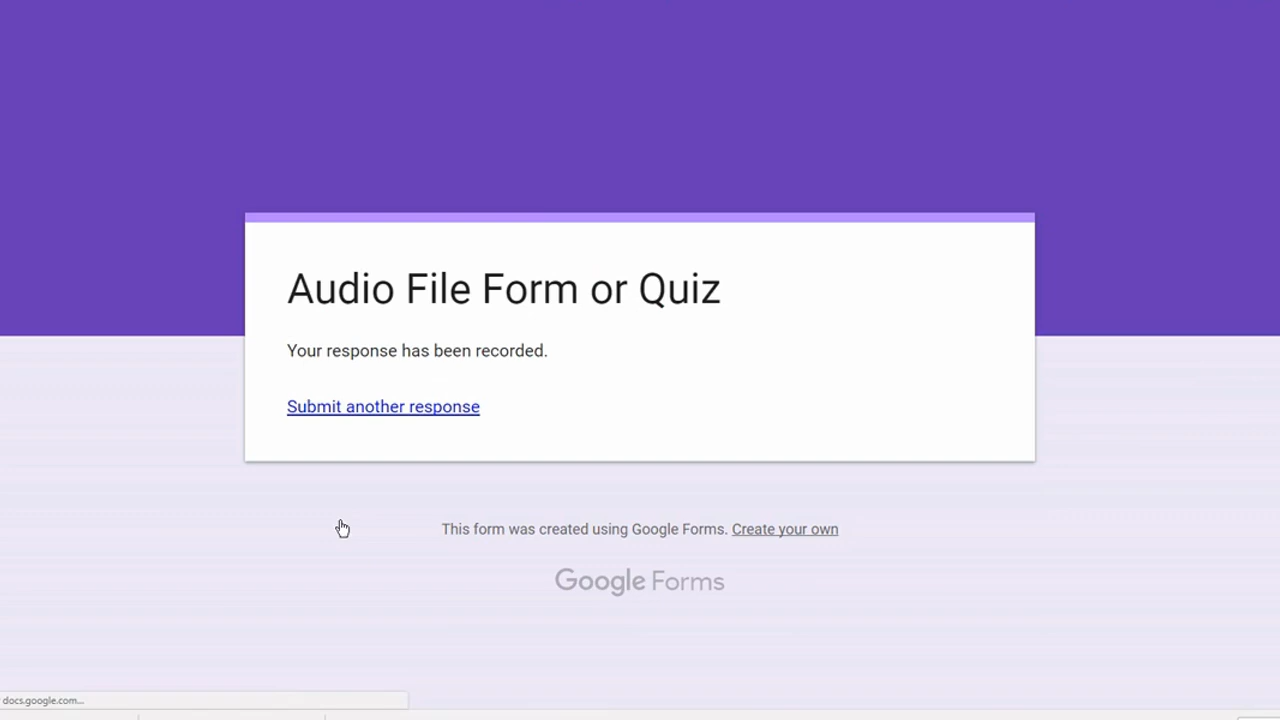 Audio File Form or Quiz
Your response has been recorded.
Submit another response
This form was created using Google Forms. Create your own
Google Forms
docs.google.com...